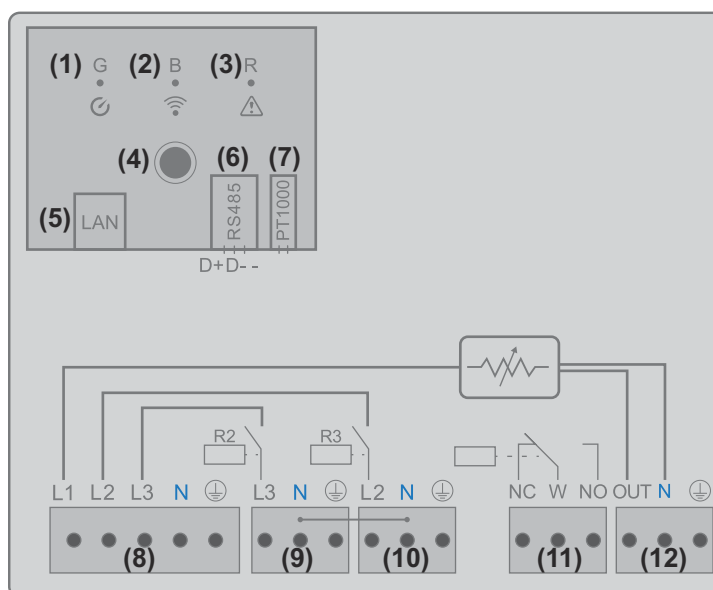 (1) G (2) B (3) R
(4) (6) (7)
(5) LAN RS485 PT1000
D+D- -
R2 R3
L1 L2 L3 N L3 N L2 N NC W NO OUT N
(8) (9) (10) (11) (12)